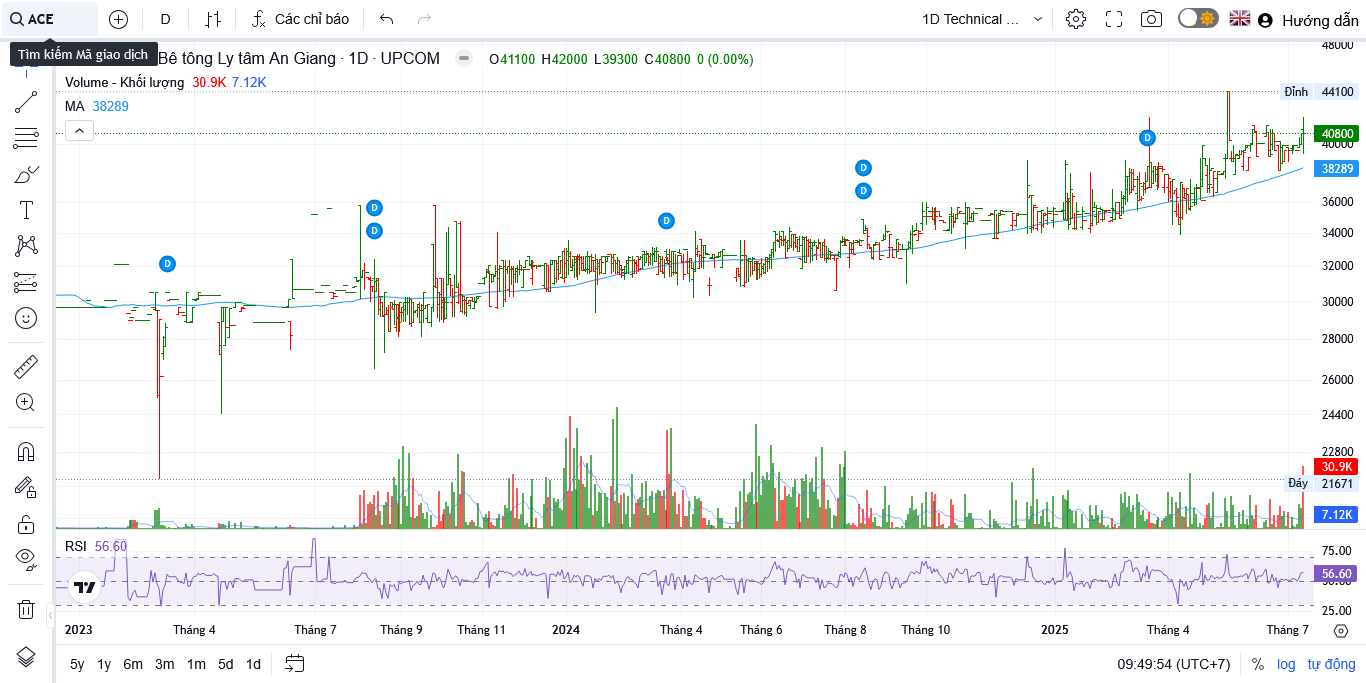 ACE
D
Các chỉ báo
1D Technical ...
Hướng dẫn
Tìm kiếm Mã giao dịch
Bê tông Ly tâm An Giang · 1D · UPCOM
O41100 H42000 L39300 C40800 0 (0.00%)
Volume - Khối lượng 30.9K 7.12K
MA 38289
48000
Đỉnh 44100
40800
40000
38289
36000
34000
32000
30000
28000
26000
24400
22800
30.9K
Đáy 21671
7.12K
D
D
D
D
D
D
D
RSI 56.60
75.00
56.60
25.00
2023 Tháng 4 Tháng 7 Tháng 9 Tháng 11 2024 Tháng 4 Tháng 6 Tháng 8 Tháng 10 2025 Tháng 4 Tháng 7
5y 1y 6m 3m 1m 5d 1d
09:49:54 (UTC+7) % log tự động